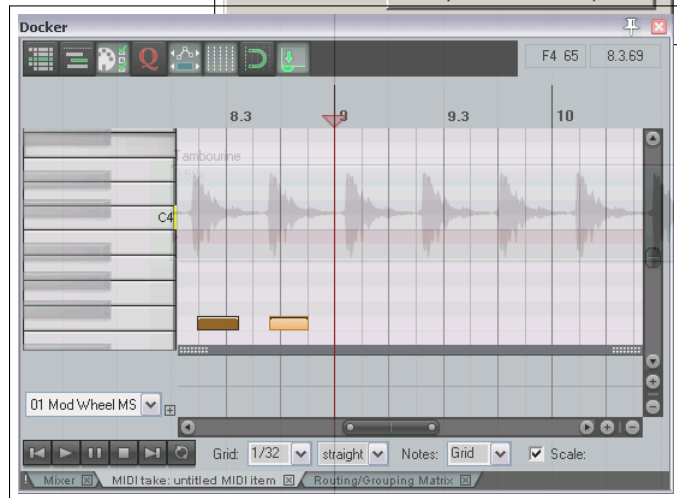 Docker
Q
F4 65 8.3.69
8.3 9 9.3 10
Tambourine
C4
01 Mod Wheel MS
Grid: 1/32 straight Notes: Grid Scale:
Mixer MIDI take: untitled MIDI item Routing/Grouping Matrix